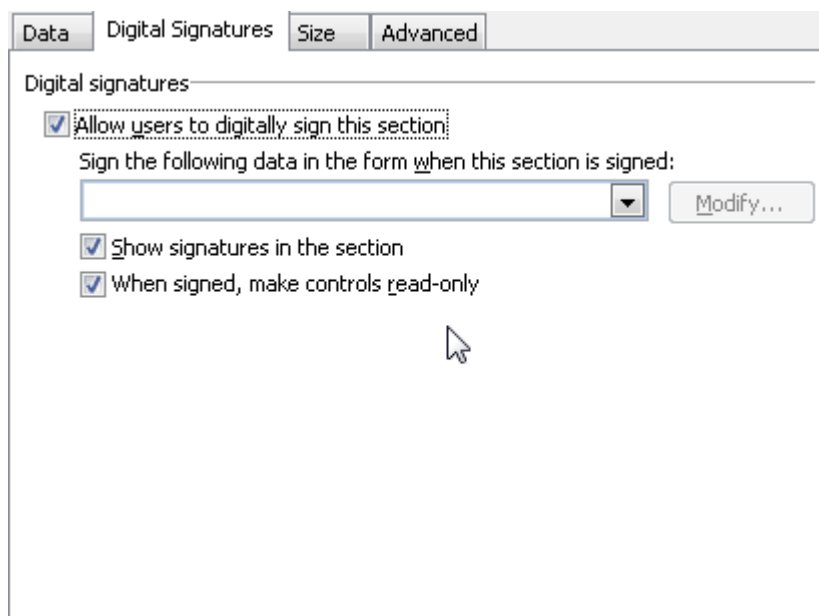 Data Digital Signatures Size Advanced
Digital signatures
Allow users to digitally sign this section
Sign the following data in the form when this section is signed:
Modify...
Show signatures in the section
When signed, make controls read-only